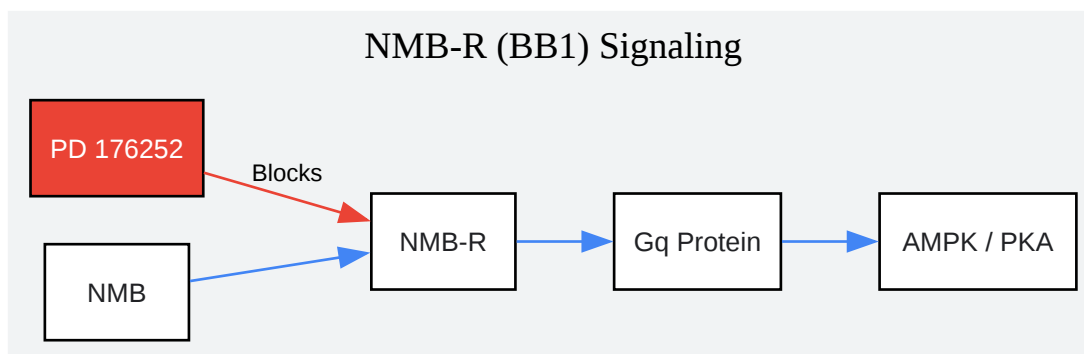 NMB-R (BB1) Signaling
PD 176252
Blocks
NMB
NMB-R
Gq Protein
AMPK / PKA